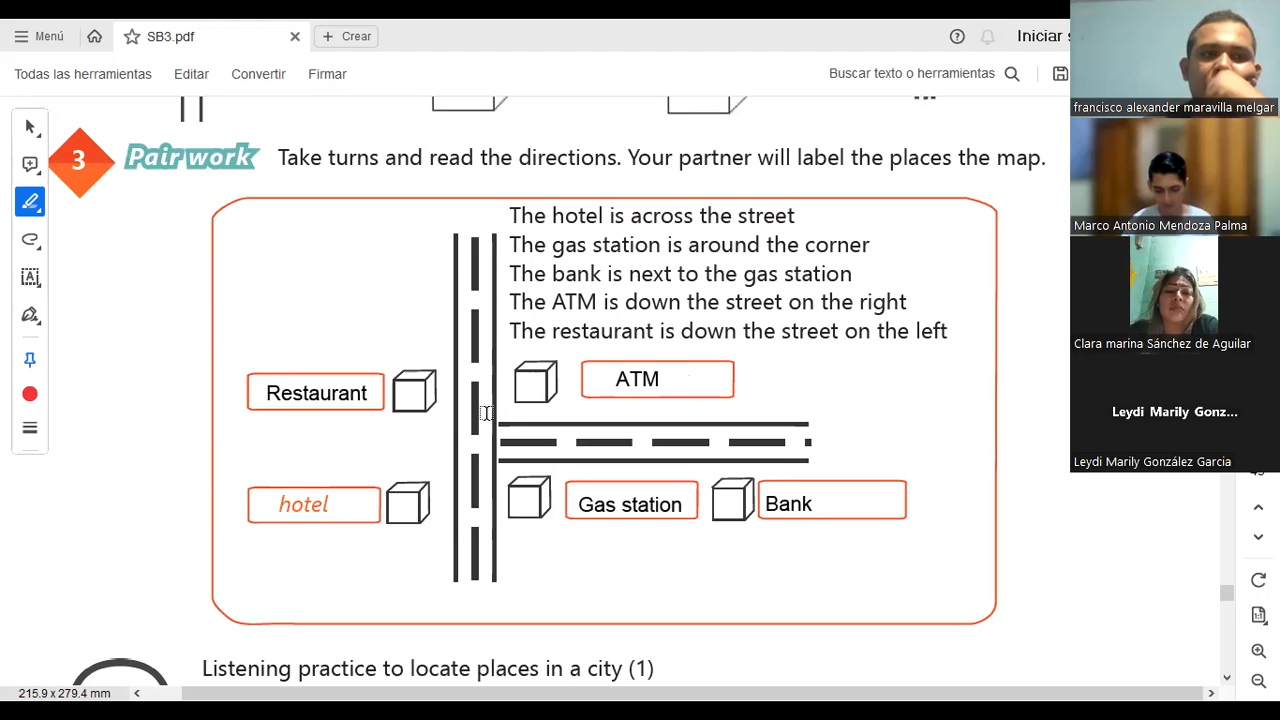 Menú
SB3.pdf
Crear
Iniciar s
Todas las herramientas
Editar
Convertir
Firmar
Buscar texto o herramientas
3
Pair work
Take turns and read the directions. Your partner will label the places the map.
The hotel is across the street
The gas station is around the corner
The bank is next to the gas station
The ATM is down the street on the right
The restaurant is down the street on the left
Restaurant
ATM
hotel
Gas station
Bank
Listening practice to locate places in a city (1)
215.9 x 279.4 mm
francisco alexander maravilla melgar
Marco Antonio Mendoza Palma
Clara marina Sánchez de Aguilar
Leydi Marily Gonz...
Leydi Marily González Garcia